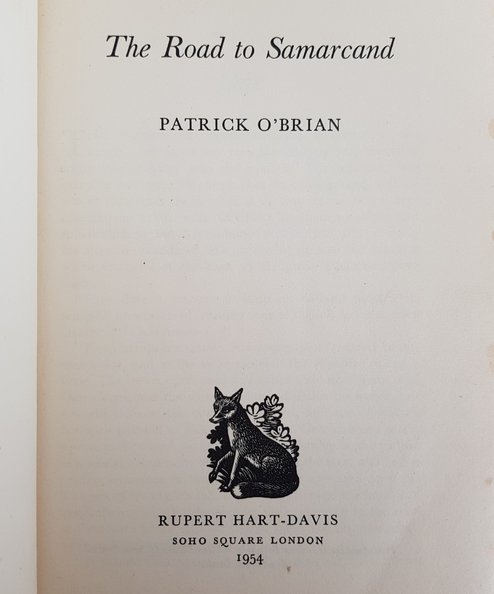 The Road to Samarcand
PATRICK O'BRIAN
RUPERT HART-DAVIS
SOHO SQUARE LONDON
1954